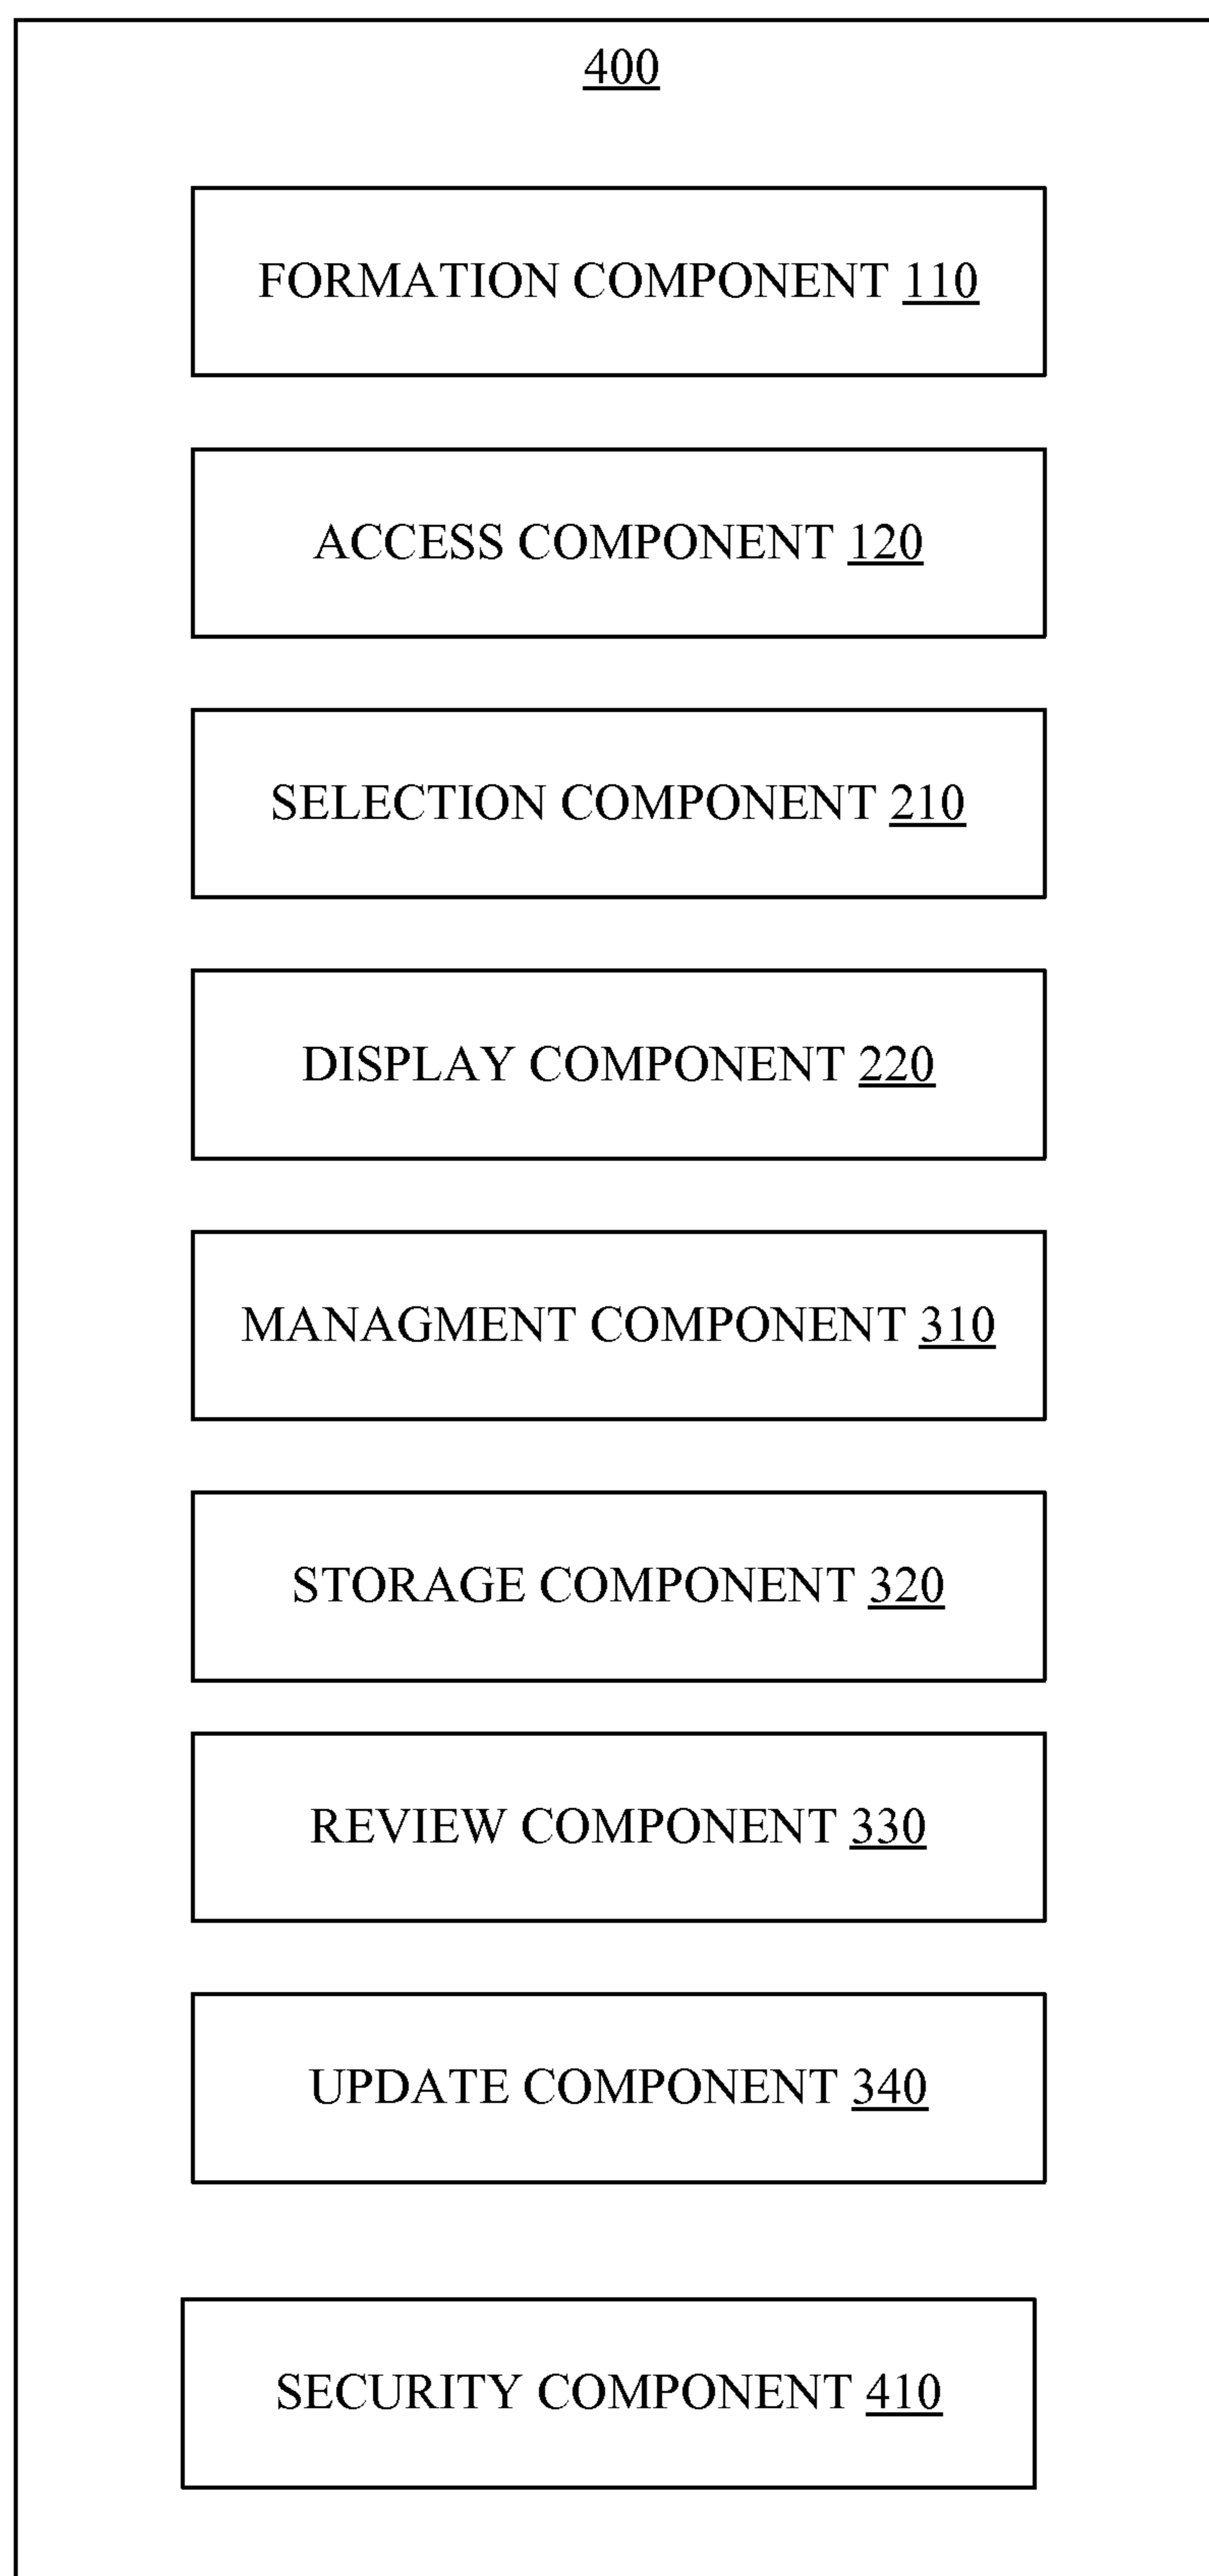 400
FORMATION COMPONENT 110
ACCESS COMPONENT 120
SELECTION COMPONENT 210
DISPLAY COMPONENT 220
MANAGMENT COMPONENT 310
STORAGE COMPONENT 320
REVIEW COMPONENT 330
UPDATE COMPONENT 340
SECURITY COMPONENT 410